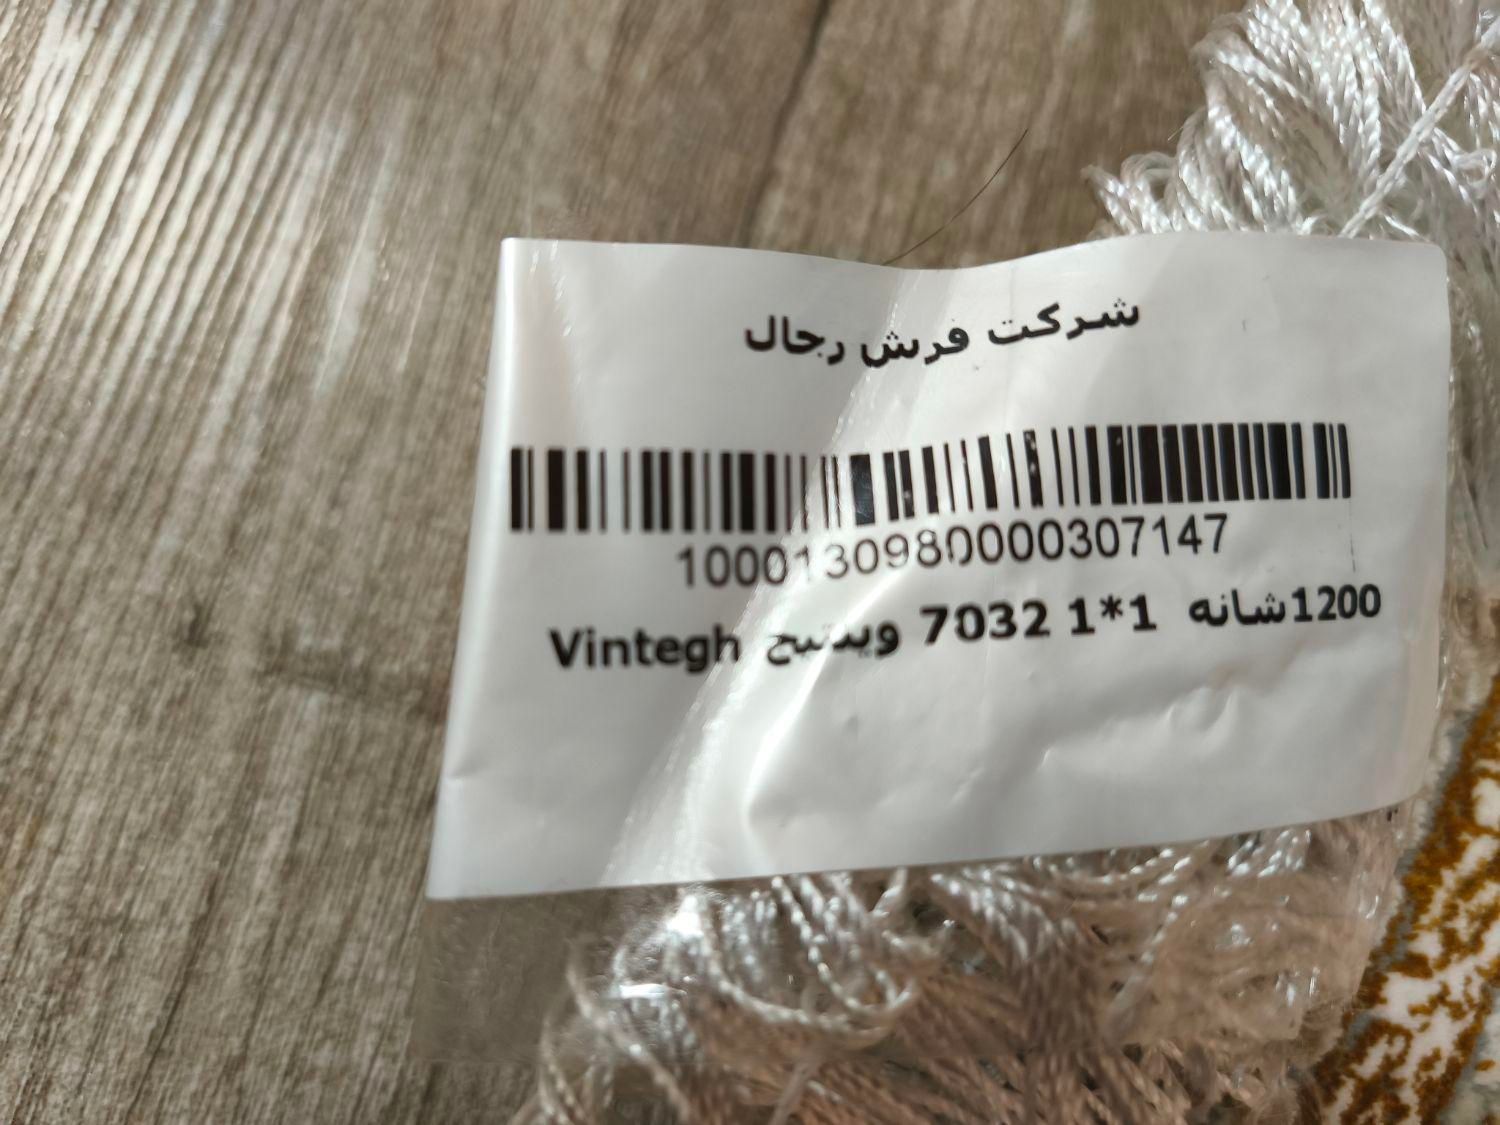 شرکت فرش رجال
1000130980000307147
1200شانه 1*1 7032 وینتیج Vintegh